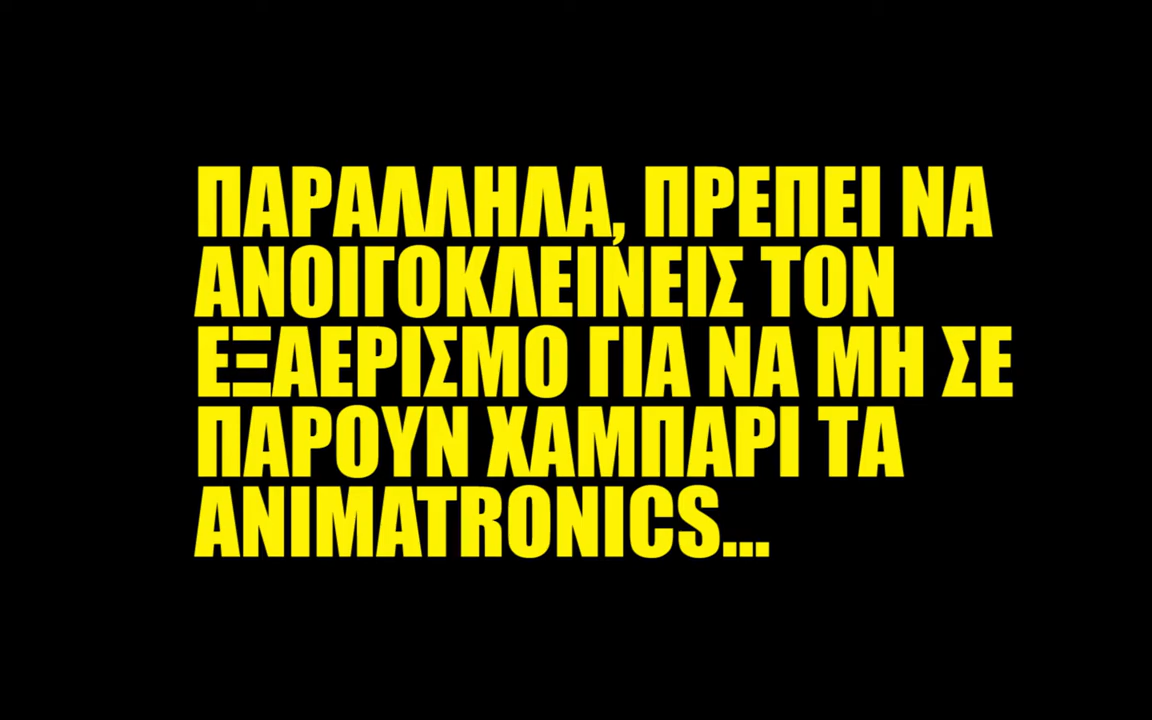 ΠΑΡΑΛΛΗΛΑ, ΠΡΕΠΕΙ ΝΑ
ΑΝΟΙΓΟΚΛΕΙΝΕΙΣ ΤΟΝ
ΕΞΑΕΡΙΣΜΟ ΓΙΑ ΝΑ ΜΗ ΣΕ
ΠΑΡΟΥΝ ΧΑΜΠΑΡΙ ΤΑ
ANIMATRONICS...